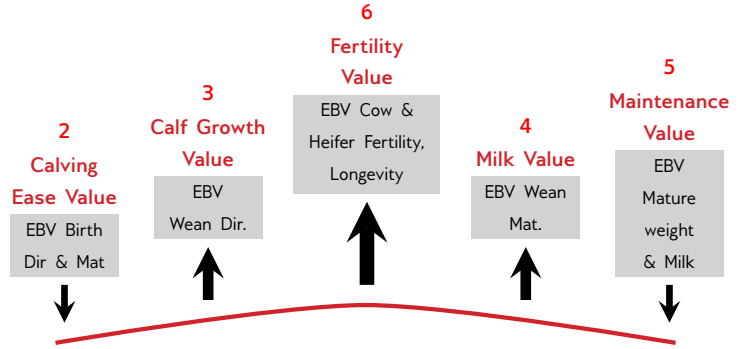 2
Calving
Ease Value
EBV Birth
Dir & Mat
3
Calf Growth
Value
EBV
Wean Dir.
6
Fertility
Value
EBV Cow &
Heifer Fertility,
Longevity
4
Milk Value
EBV Wean
Mat.
5
Maintenance
Value
EBV
Mature
weight
& Milk